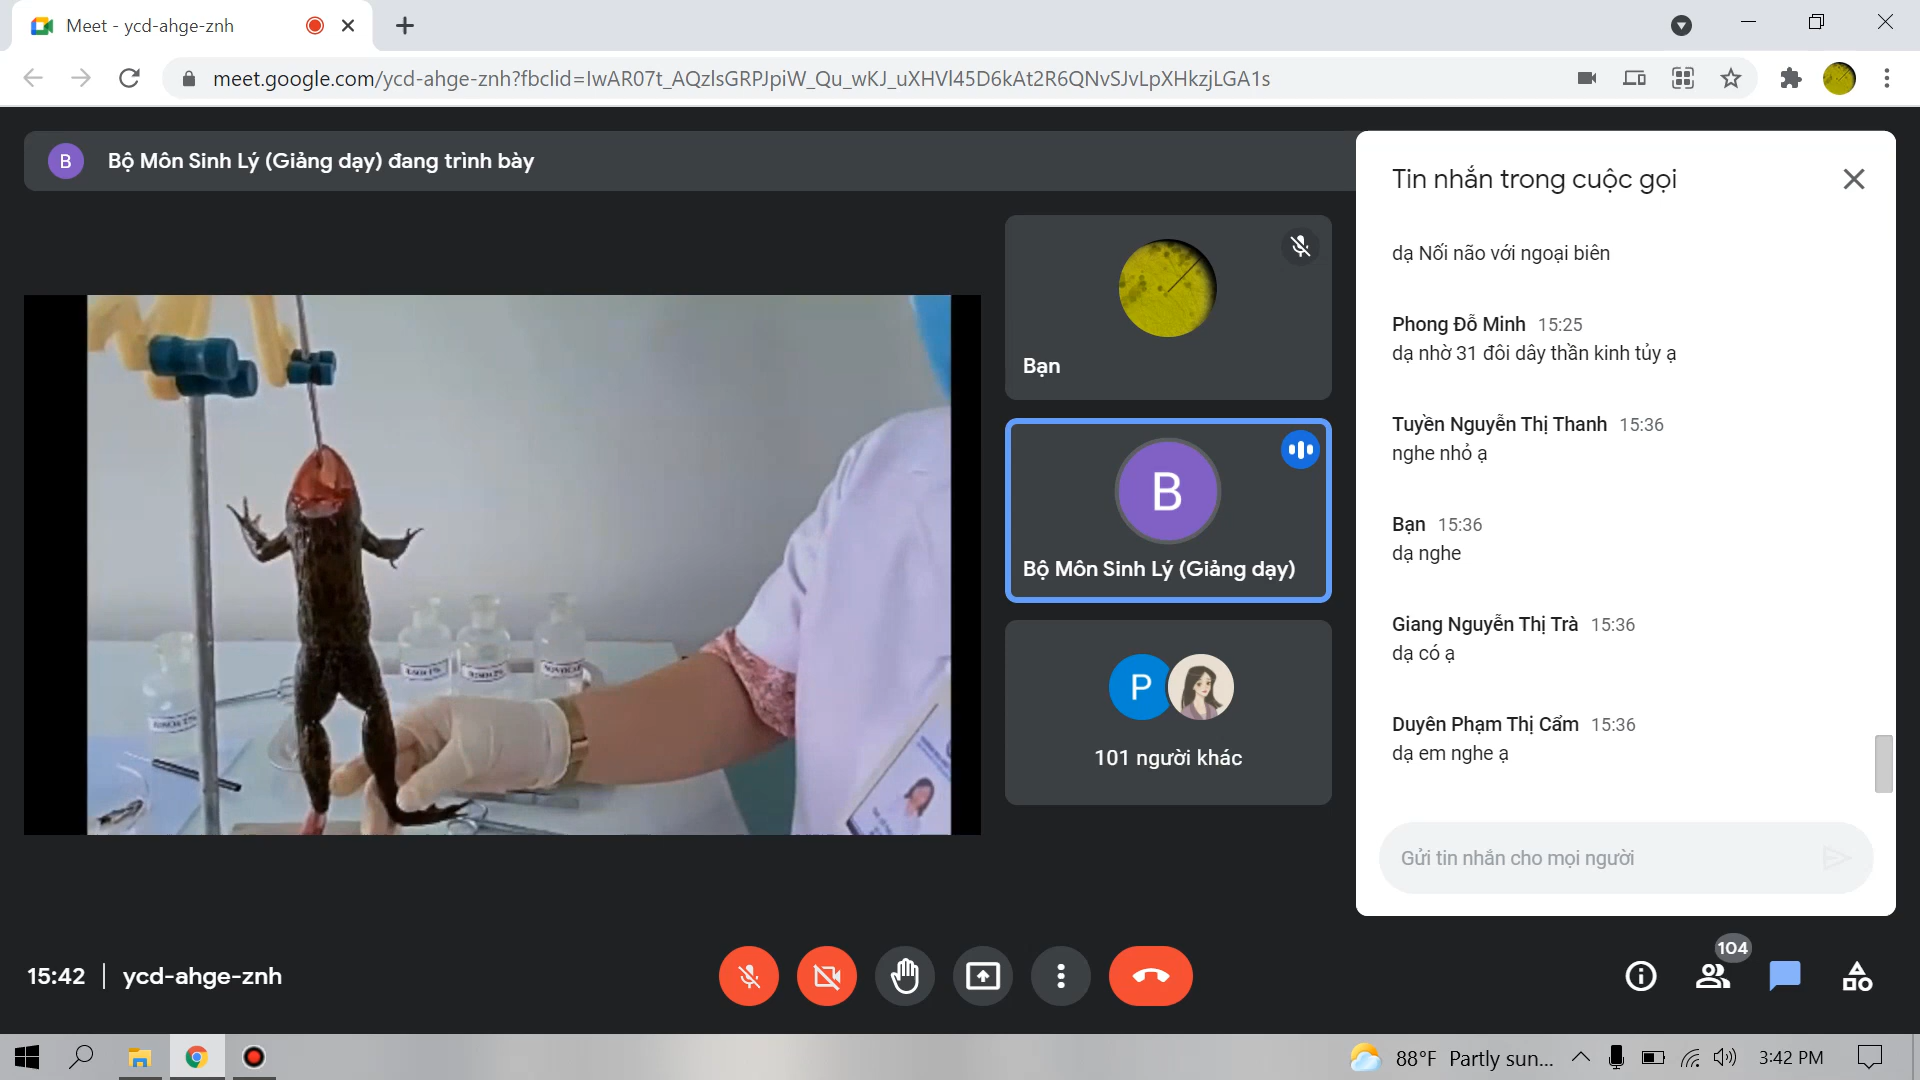 Meet - ycd-ahge-znh
meet.google.com/ycd-ahge-znh?fbclid=IwAR07t_AQzIsGRPJpiW_Qu_wKJ_uXHVl45D6kAt2R6QNvSJvLpXHkzjLGA1s
B
Bộ Môn Sinh Lý (Giảng dạy) đang trình bày
Bạn
B
Bộ Môn Sinh Lý (Giảng dạy)
P
101 người khác
Tin nhắn trong cuộc gọi
dạ Nối não với ngoại biên
Phong Đỗ Minh 15:25
dạ nhờ 31 đôi dây thần kinh tủy ạ
Tuyền Nguyễn Thị Thanh 15:36
nghe nhỏ ạ
Bạn 15:36
dạ nghe
Giang Nguyễn Thị Trà 15:36
dạ có ạ
Duyên Phạm Thị Cẩm 15:36
dạ em nghe ạ
Gửi tin nhắn cho mọi người
15:42 | ycd-ahge-znh
104
88°F Partly sun...
3:42 PM